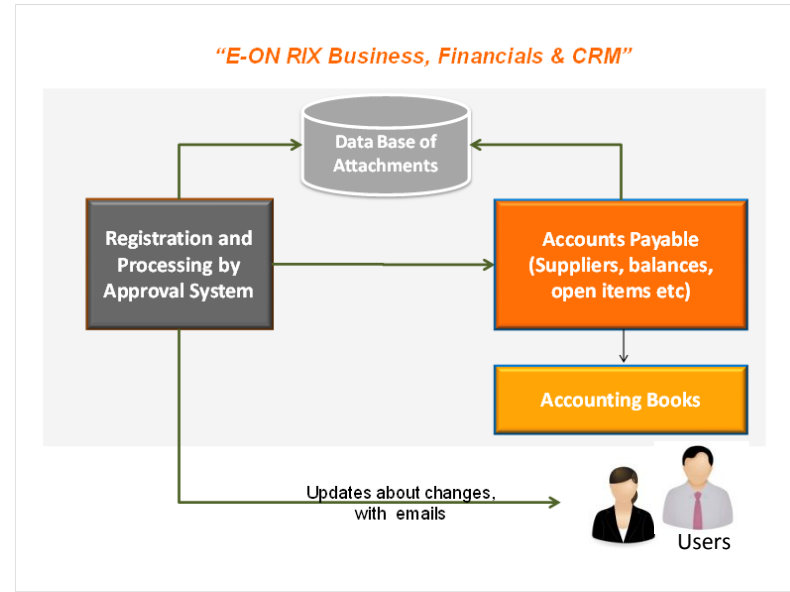 “E-ON RIX Business, Financials & CRM”
Data Base of
Attachments
Registration and
Processing by
Approval System
Accounts Payable
(Suppliers, balances,
open items etc)
Accounting Books
Updates about changes,
with emails
Users